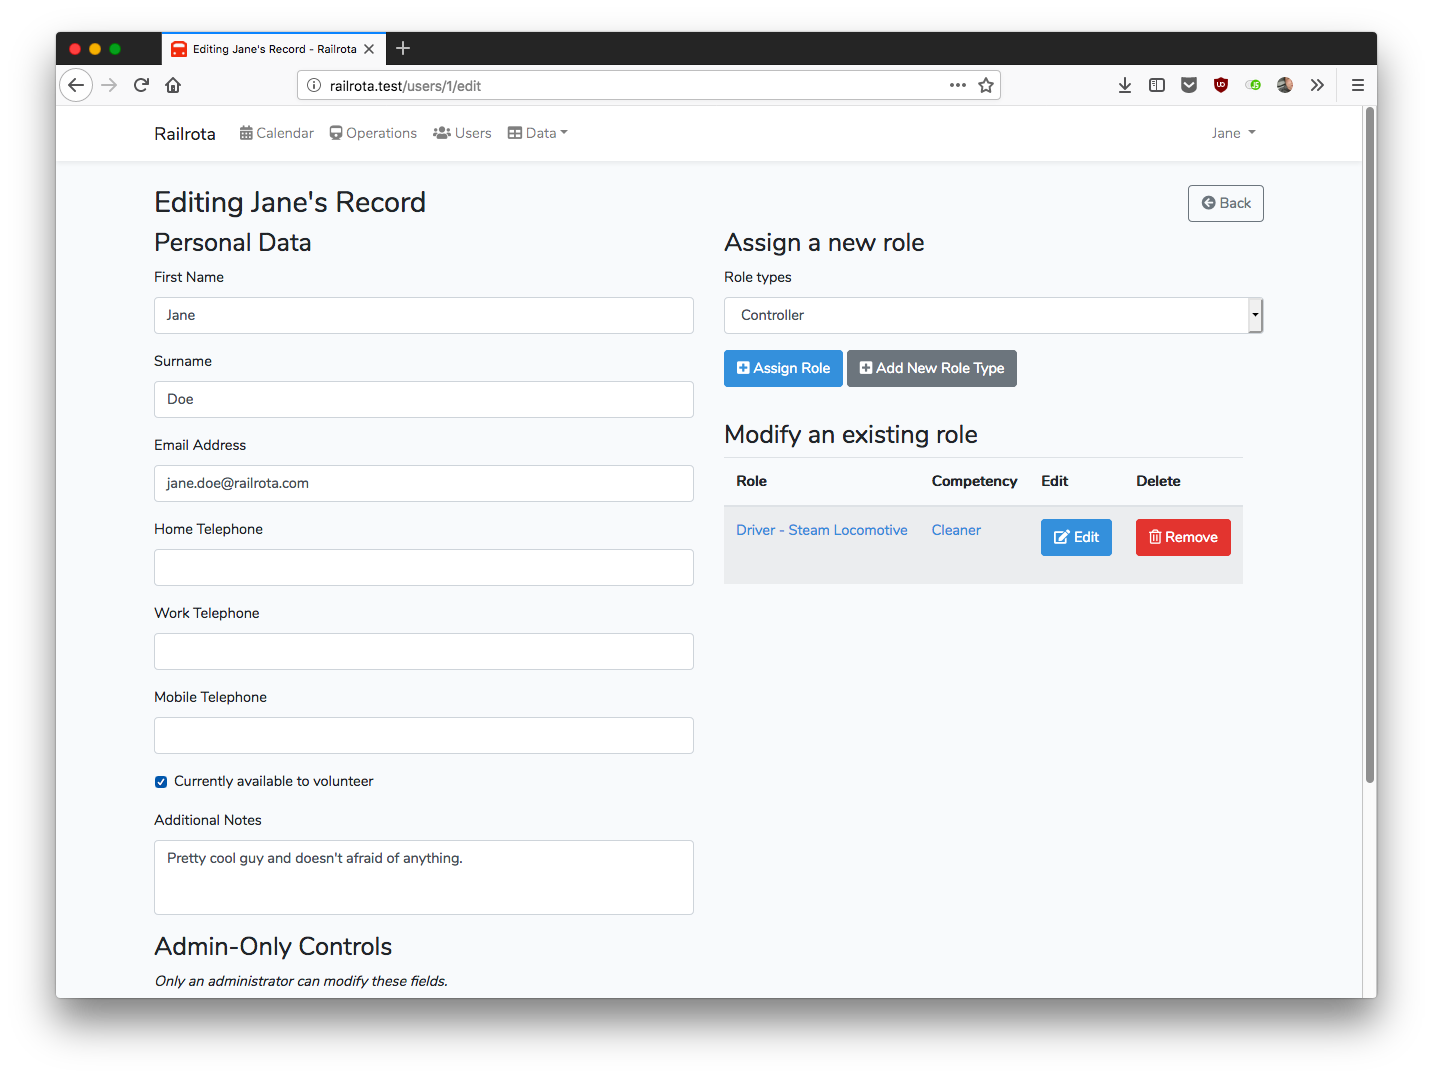 Editing Jane's Record - Railrota
railrota.test/users/1/edit
Railrota Calendar Operations Users Data Jane
Editing Jane's Record
Back
Personal Data
First Name
Jane
Surname
Doe
Email Address
jane.doe@railrota.com
Home Telephone
Work Telephone
Mobile Telephone
Currently available to volunteer
Additional Notes
Pretty cool guy and doesn't afraid of anything.
Admin-Only Controls
Only an administrator can modify these fields.
Assign a new role
Role types
Controller
Assign Role Add New Role Type
Modify an existing role
Role Competency Edit Delete
Driver - Steam Locomotive Cleaner Edit Remove